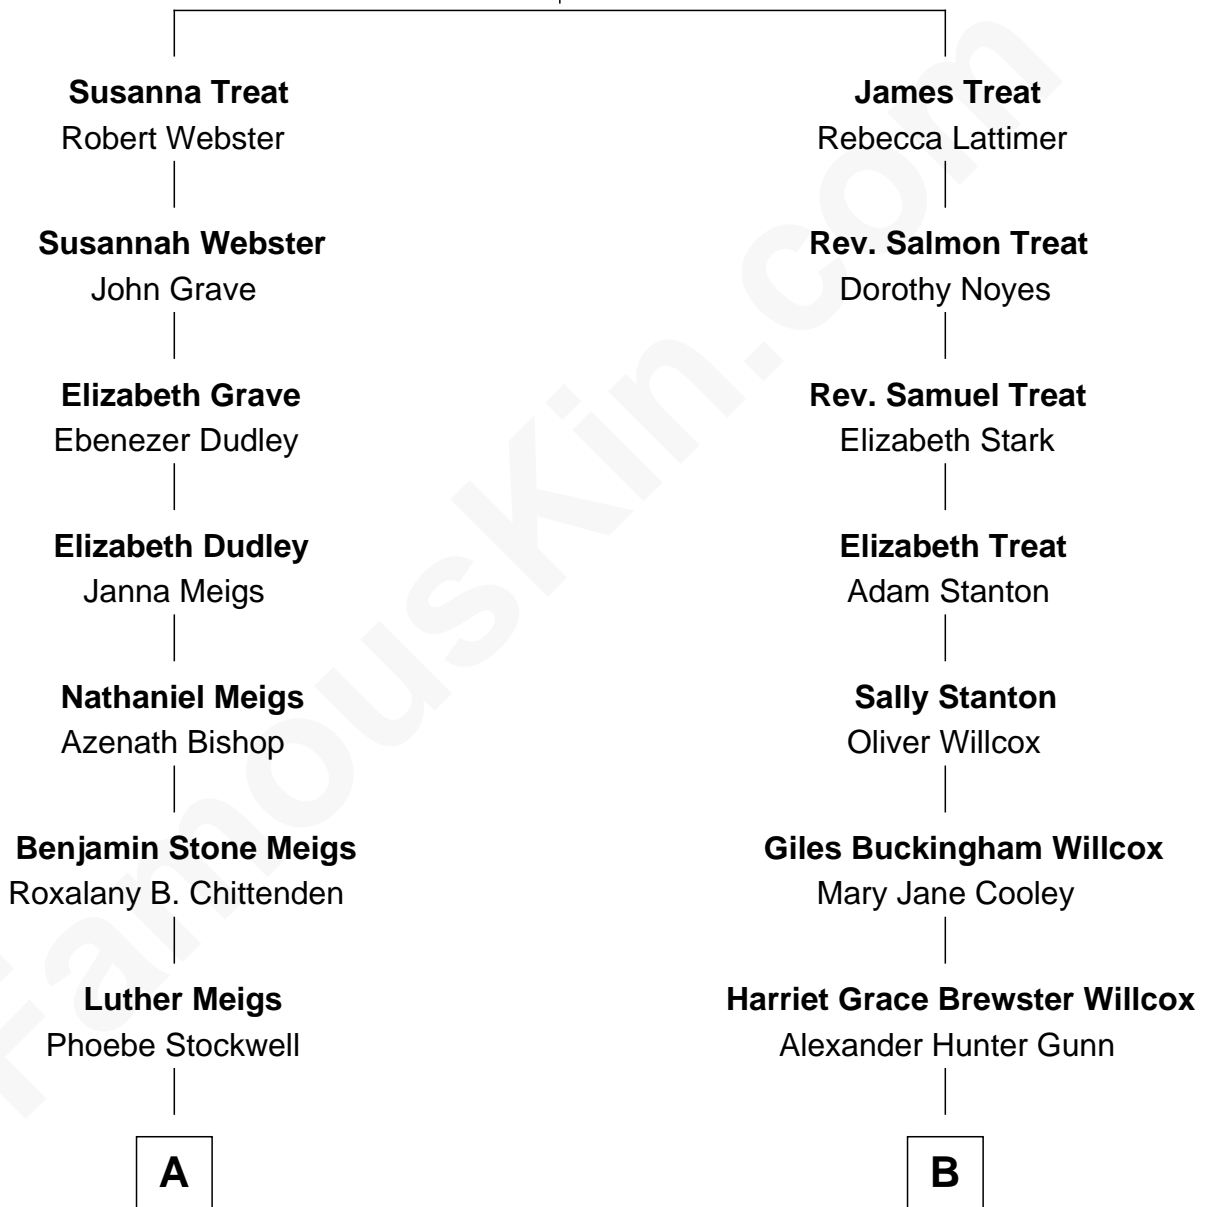 Susanna Treat
Robert Webster
Susannah Webster
John Grave
Elizabeth Grave
Ebenezer Dudley
Elizabeth Dudley
Janna Meigs
Nathaniel Meigs
Azenath Bishop
Benjamin Stone Meigs
Roxalany B. Chittenden
Luther Meigs
Phoebe Stockwell
A
James Treat
Rebecca Lattimer
Rev. Salmon Treat
Dorothy Noyes
Rev. Samuel Treat
Elizabeth Stark
Elizabeth Treat
Adam Stanton
Sally Stanton
Oliver Willcox
Giles Buckingham Willcox
Mary Jane Cooley
Harriet Grace Brewster Willcox
Alexander Hunter Gunn
B
FamousKin.com